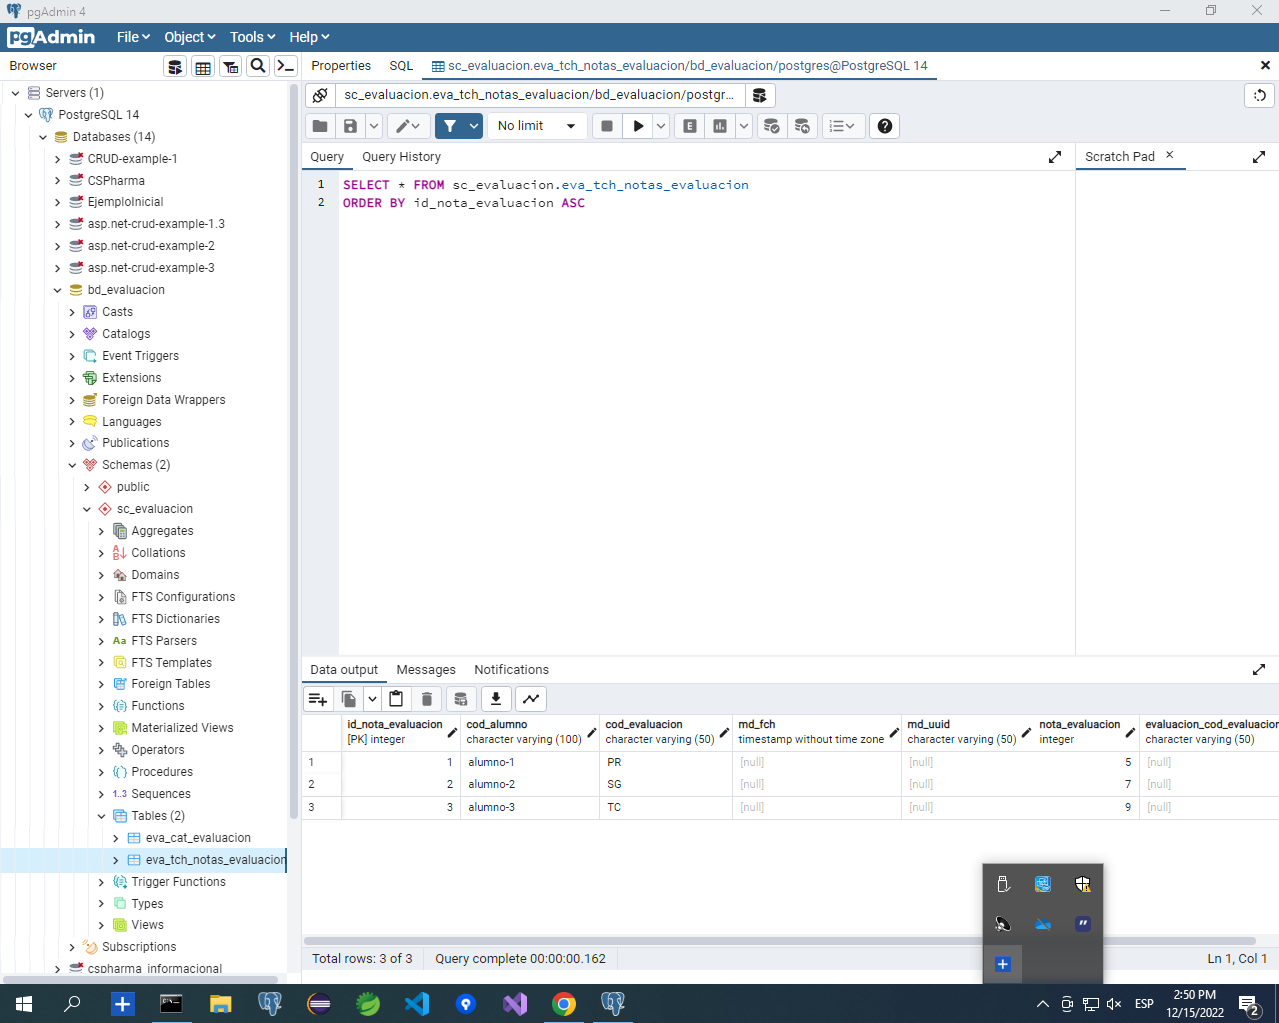 pgAdmin 4
pgAdmin
File
Object
Tools
Help
Browser
Properties
SQL
sc_evaluacion.eva_tch_notas_evaluacion/bd_evaluacion/postgres@PostgreSQL 14
Servers (1)
PostgreSQL 14
Databases (14)
CRUD-example-1
CSPharma
EjemploInicial
asp.net-crud-example-1.3
asp.net-crud-example-2
asp.net-crud-example-3
bd_evaluacion
Casts
Catalogs
Event Triggers
Extensions
Foreign Data Wrappers
Languages
Publications
Schemas (2)
public
sc_evaluacion
Aggregates
Collations
Domains
FTS Configurations
FTS Dictionaries
Aa FTS Parsers
FTS Templates
Foreign Tables
Functions
Materialized Views
Operators
Procedures
1..3 Sequences
Tables (2)
eva_cat_evaluacion
eva_tch_notas_evaluacion
Trigger Functions
Types
Views
Subscriptions
cspharma_informacional
sc_evaluacion.eva_tch_notas_evaluacion/bd_evaluacion/postgr...
No limit
E
Query
Query History
Scratch Pad
1 SELECT * FROM sc_evaluacion.eva_tch_notas_evaluacion
2 ORDER BY id_nota_evaluacion ASC
Data output
Messages
Notifications
id_nota_evaluacion cod_alumno cod_evaluacion md_fch md_uuid nota_evaluacion evaluacion_cod_evaluacion
[PK] integer character varying (100) character varying (50) timestamp without time zone character varying (50) integer character varying (50)
1 1 alumno-1 PR [null] [null] 5 [null]
2 2 alumno-2 SG [null] [null] 7 [null]
3 3 alumno-3 TC [null] [null] 9 [null]
Total rows: 3 of 3
Query complete 00:00:00.162
Ln 1, Col 1
ESP
2:50 PM
12/15/2022
2